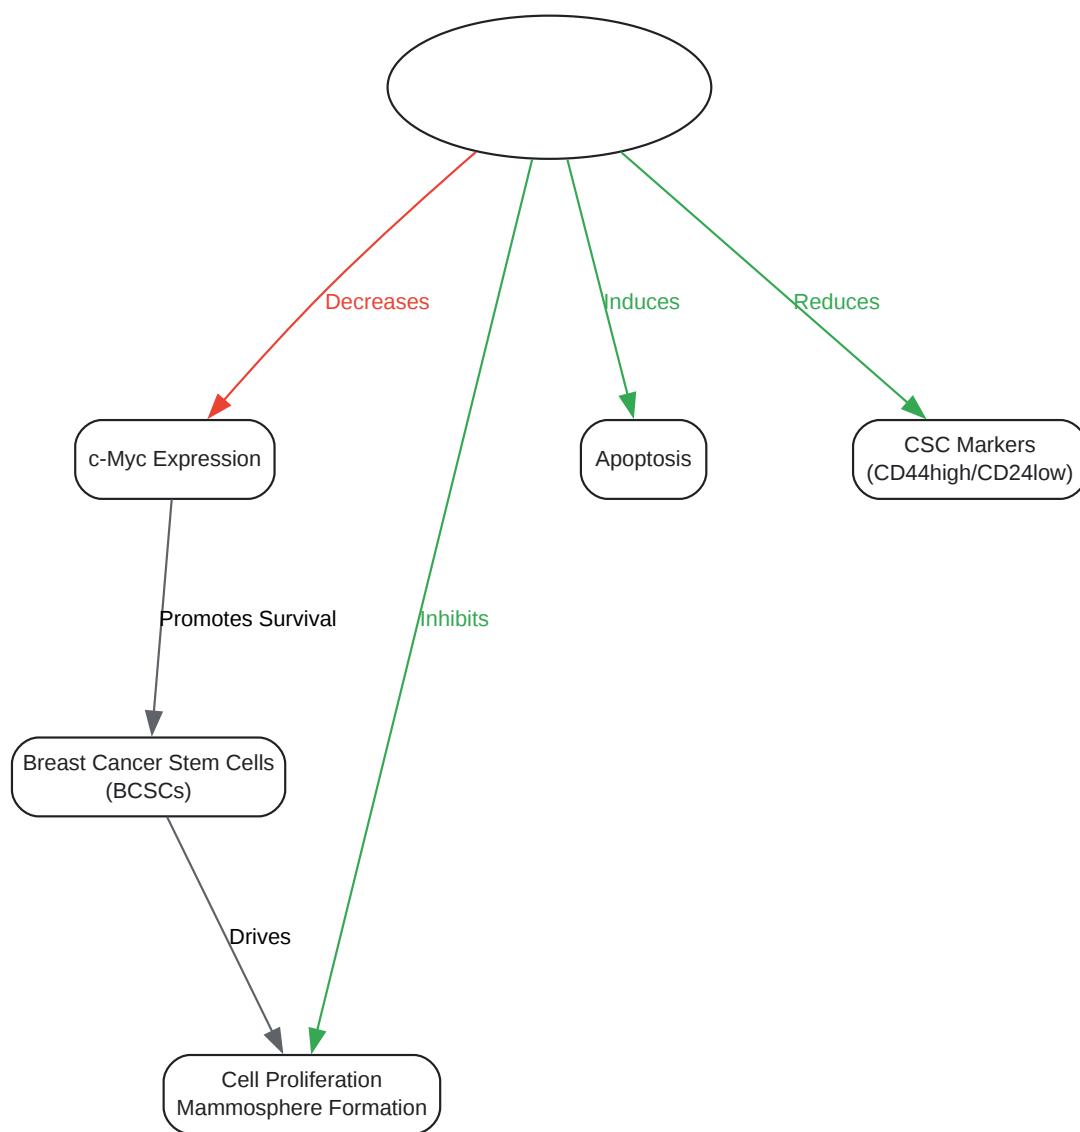 Decreases
Induces
Reduces
c-Myc Expression
Apoptosis
CSC Markers
(CD44high/CD24low)
Promotes Survival
Inhibits
Breast Cancer Stem Cells
(BCSCs)
Drives
Cell Proliferation
Mammosphere Formation